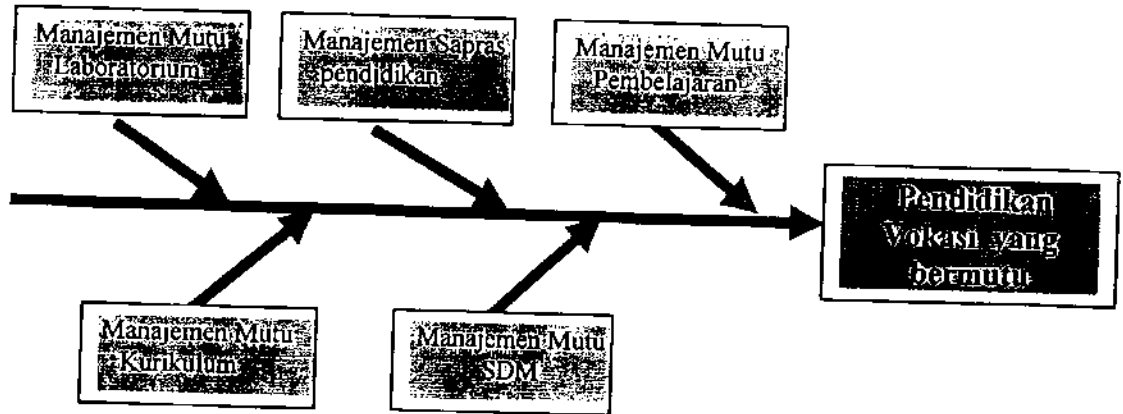 Manajemen Mutu
Laboratorium
Manajemen Sapras
pendidikan
Manajemen Mutu
Pembelajaran
Pendidikan
Vokasi yang
bermutu
Manajemen Mutu
Kurikulum
Manajemen Mutu
SDM